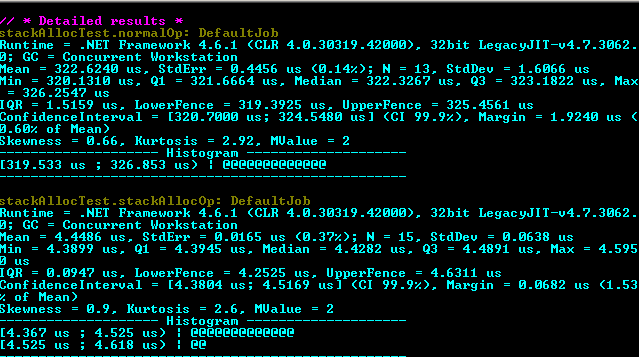 // * Detailed results *
stackAllocTest.normalOp: DefaultJob
Runtime = .NET Framework 4.6.1 (CLR 4.0.30319.42000), 32bit LegacyJIT-v4.7.3062.
0; GC = Concurrent Workstation
Mean = 322.6240 us, StdErr = 0.4456 us (0.14%); N = 13, StdDev = 1.6066 us
Min = 320.1310 us, Q1 = 321.6664 us, Median = 322.3267 us, Q3 = 323.1822 us, Max
= 326.2547 us
IQR = 1.5159 us, LowerFence = 319.3925 us, UpperFence = 325.4561 us
ConfidenceInterval = [320.7000 us; 324.5480 us] (CI 99.9%), Margin = 1.9240 us (
0.60% of Mean)
Skewness = 0.66, Kurtosis = 2.92, MValue = 2
-------------------- Histogram --------------------
[319.533 us ; 326.853 us) | @@@@@@@@@@@@@
---------------------------------------------------
stackAllocTest.stackAllocOp: DefaultJob
Runtime = .NET Framework 4.6.1 (CLR 4.0.30319.42000), 32bit LegacyJIT-v4.7.3062.
0; GC = Concurrent Workstation
Mean = 4.4486 us, StdErr = 0.0165 us (0.37%); N = 15, StdDev = 0.0638 us
Min = 4.3899 us, Q1 = 4.3945 us, Median = 4.4282 us, Q3 = 4.4891 us, Max = 4.595
0 us
IQR = 0.0947 us, LowerFence = 4.2525 us, UpperFence = 4.6311 us
ConfidenceInterval = [4.3804 us; 4.5169 us] (CI 99.9%), Margin = 0.0682 us (1.53
% of Mean)
Skewness = 0.9, Kurtosis = 2.6, MValue = 2
-------------------- Histogram --------------------
[4.367 us ; 4.525 us) | @@@@@@@@@@@@@
[4.525 us ; 4.618 us) | @@
---------------------------------------------------